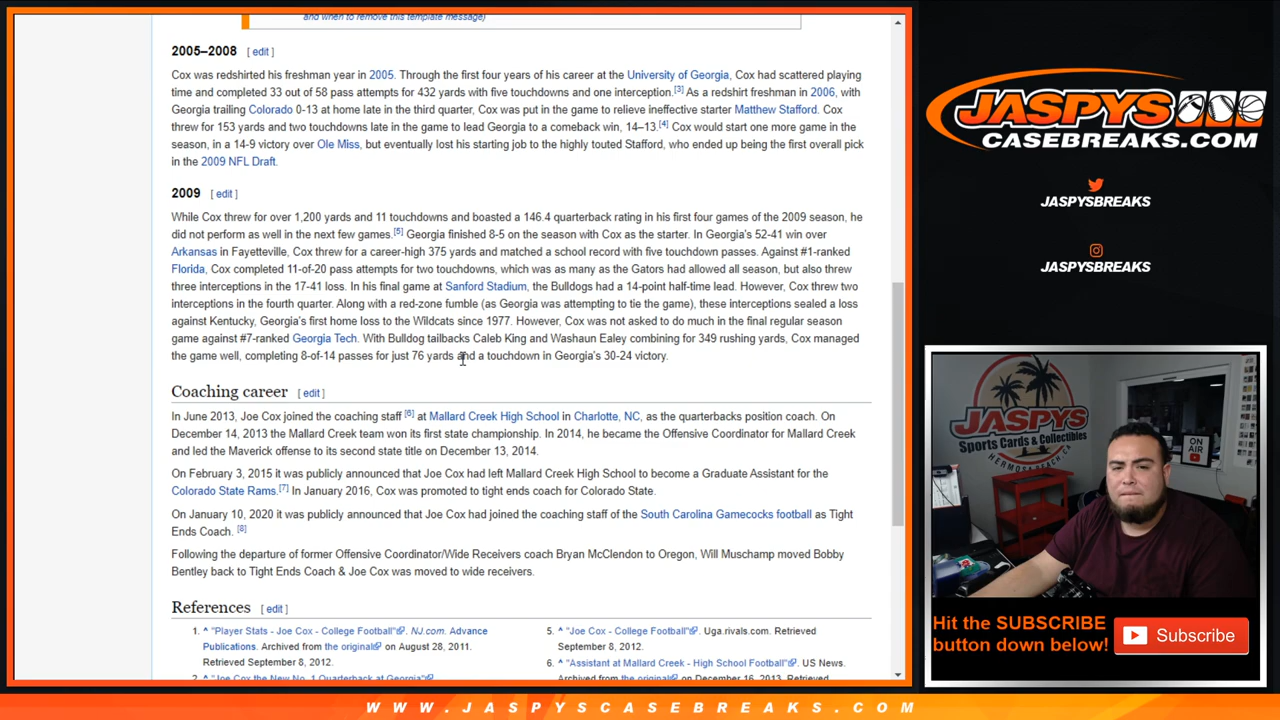 and when to remove this template message)
2005–2008 [ edit ]
Cox was redshirted his freshman year in 2005. Through the first four years of his career at the University of Georgia, Cox had scattered playing
time and completed 33 out of 58 pass attempts for 432 yards with five touchdowns and one interception.[3] As a redshirt freshman in 2006, with
Georgia trailing Colorado 0-13 at home late in the third quarter, Cox was put in the game to relieve ineffective starter Matthew Stafford. Cox
threw for 153 yards and two touchdowns late in the game to lead Georgia to a comeback win, 14–13.[4] Cox would start one more game in the
season, in a 14-9 victory over Ole Miss, but eventually lost his starting job to the highly touted Stafford, who ended up being the first overall pick
in the 2009 NFL Draft.
2009 [ edit ]
While Cox threw for over 1,200 yards and 11 touchdowns and boasted a 146.4 quarterback rating in his first four games of the 2009 season, he
did not perform as well in the next few games.[5] Georgia finished 8-5 on the season with Cox as the starter. In Georgia's 52-41 win over
Arkansas in Fayetteville, Cox threw for a career-high 375 yards and matched a school record with five touchdown passes. Against #1-ranked
Florida, Cox completed 11-of-20 pass attempts for two touchdowns, which was as many as the Gators had allowed all season, but also threw
three interceptions in the 17-41 loss. In his final game at Sanford Stadium, the Bulldogs had a 14-point half-time lead. However, Cox threw two
interceptions in the fourth quarter. Along with a red-zone fumble (as Georgia was attempting to tie the game), these interceptions sealed a loss
against Kentucky, Georgia's first home loss to the Wildcats since 1977. However, Cox was not asked to do much in the final regular season
game against #7-ranked Georgia Tech. With Bulldog tailbacks Caleb King and Washaun Ealey combining for 349 rushing yards, Cox managed
the game well, completing 8-of-14 passes for just 76 yards and a touchdown in Georgia's 30-24 victory.
Coaching career [ edit ]
In June 2013, Joe Cox joined the coaching staff [6] at Mallard Creek High School in Charlotte, NC, as the quarterbacks position coach. On
December 14, 2013 the Mallard Creek team won its first state championship. In 2014, he became the Offensive Coordinator for Mallard Creek
and led the Maverick offense to its second state title on December 13, 2014.
On February 3, 2015 it was publicly announced that Joe Cox had left Mallard Creek High School to become a Graduate Assistant for the
Colorado State Rams.[7] In January 2016, Cox was promoted to tight ends coach for Colorado State.
On January 10, 2020 it was publicly announced that Joe Cox had joined the coaching staff of the South Carolina Gamecocks football as Tight
Ends Coach. [8]
Following the departure of former Offensive Coordinator/Wide Receivers coach Bryan McClendon to Oregon, Will Muschamp moved Bobby
Bentley back to Tight Ends Coach & Joe Cox was moved to wide receivers.
References [ edit ]
1. ^ "Player Stats - Joe Cox - College Football". NJ.com. Advance
Publications. Archived from the original on August 28, 2011.
Retrieved September 8, 2012.
2. ^ "Joe Cox the New No. 1 Quarterback at Georgia"
5. ^ "Joe Cox - College Football". Uga.rivals.com. Retrieved
September 8, 2012.
6. ^ "Assistant at Mallard Creek - High School Football". US News.
Archived from the original on December 16, 2013. Retrieved
JASPYS
CASEBREAKS.COM
JASPYSBREAKS
JASPYSBREAKS
JASPYS
Sports Cards & Collectibles
HERMOSA BEACH, CA
ON
AIR
Hit the SUBSCRIBE
button down below!
Subscribe
WWW.JASPYSCASEBREAKS.COM